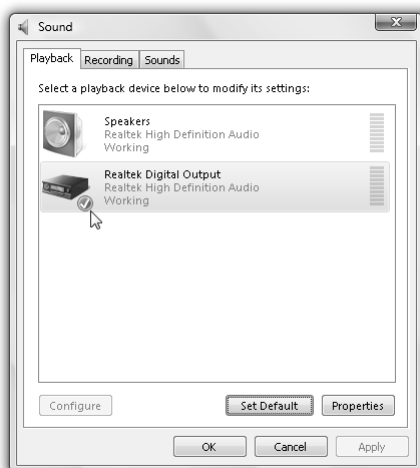 Sound
Playback Recording Sounds
Select a playback device below to modify its settings:
Speakers
Realtek High Definition Audio
Working
Realtek Digital Output
Realtek High Definition Audio
Working
Configure Set Default Properties
OK Cancel Apply